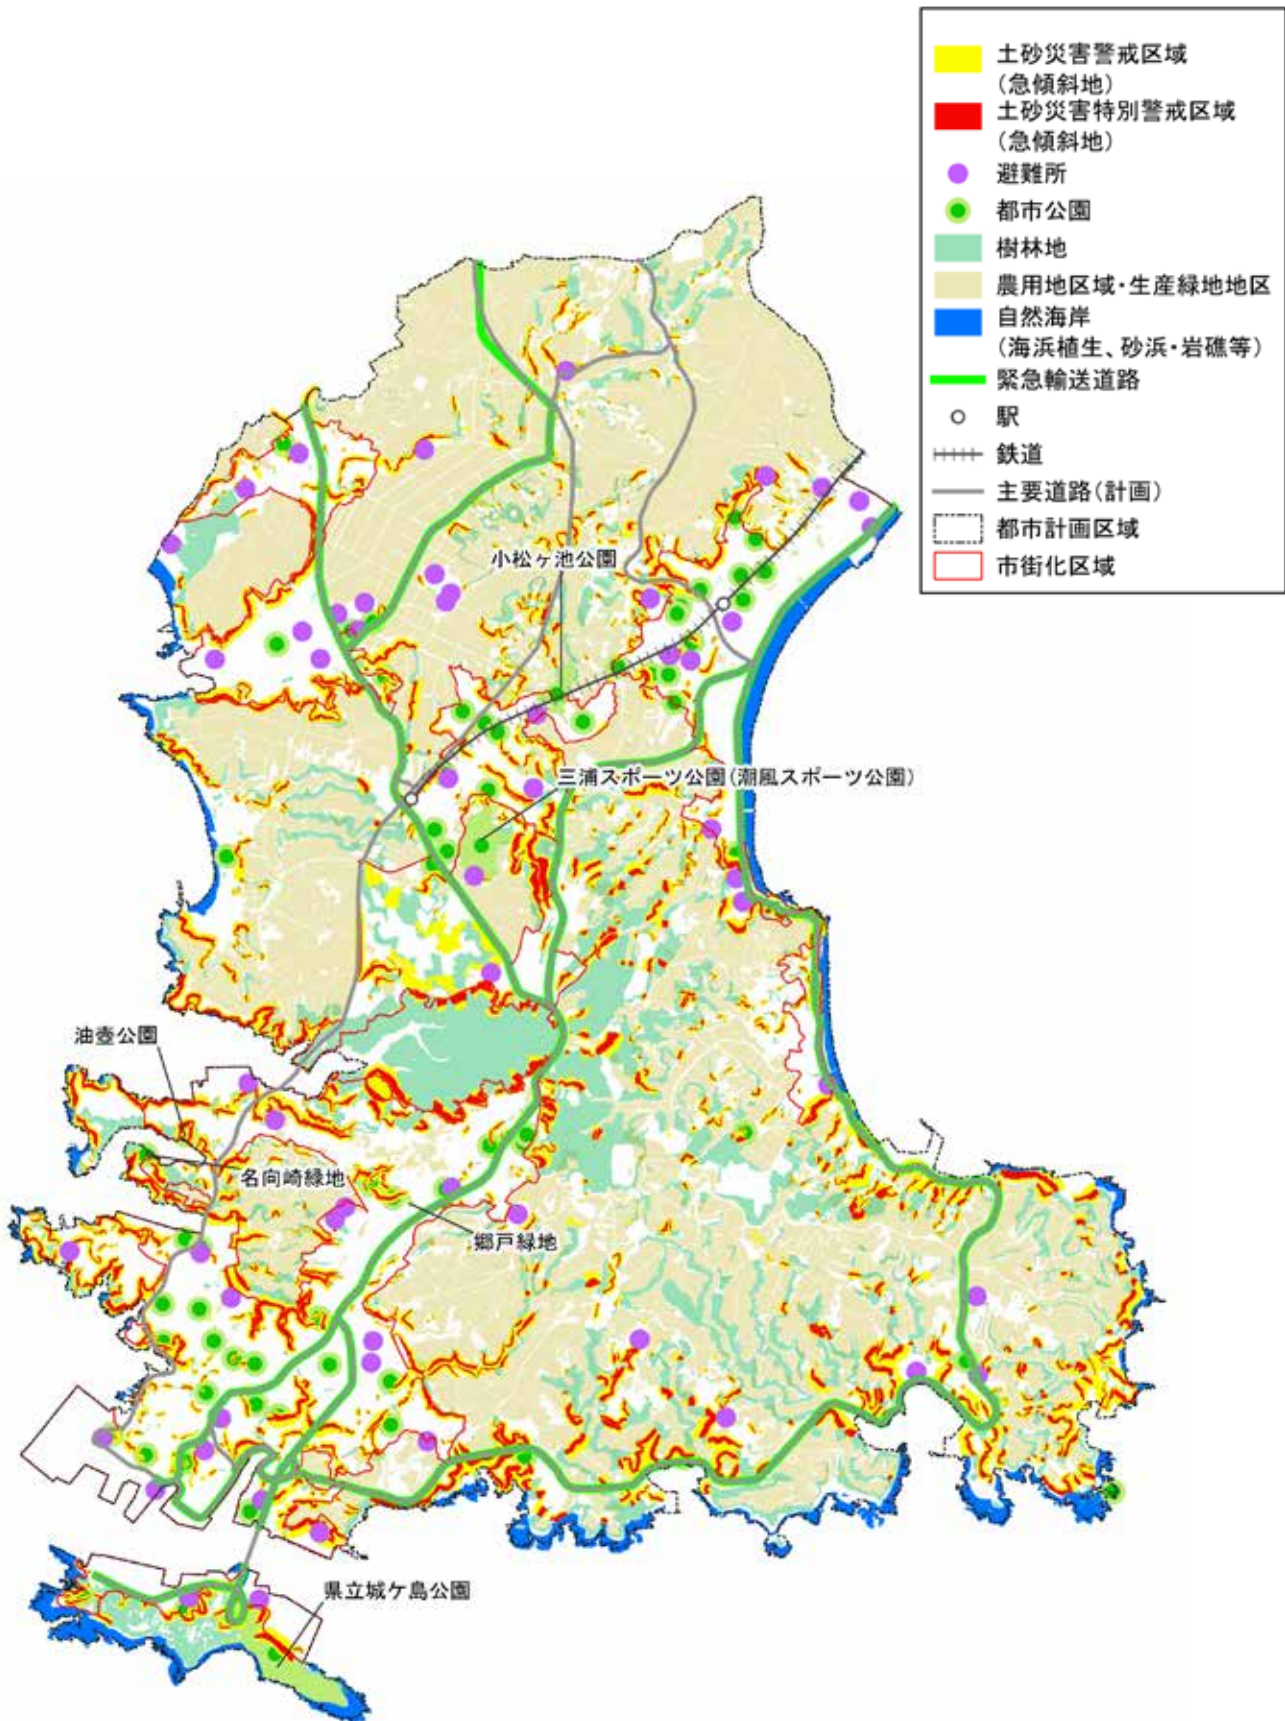 土砂災害警戒区域
(急傾斜地)
土砂災害特別警戒区域
(急傾斜地)
避難所
都市公園
樹林地
農用地区域・生産緑地地区
自然海岸
(海浜植生、砂浜・岩礁等)
緊急輸送道路
駅
鉄道
主要道路(計画)
都市計画区域
市街化区域
小松ヶ池公園
三浦スポーツ公園(潮風スポーツ公園)
油壺公園
名向崎緑地
郷戸緑地
県立城ケ島公園